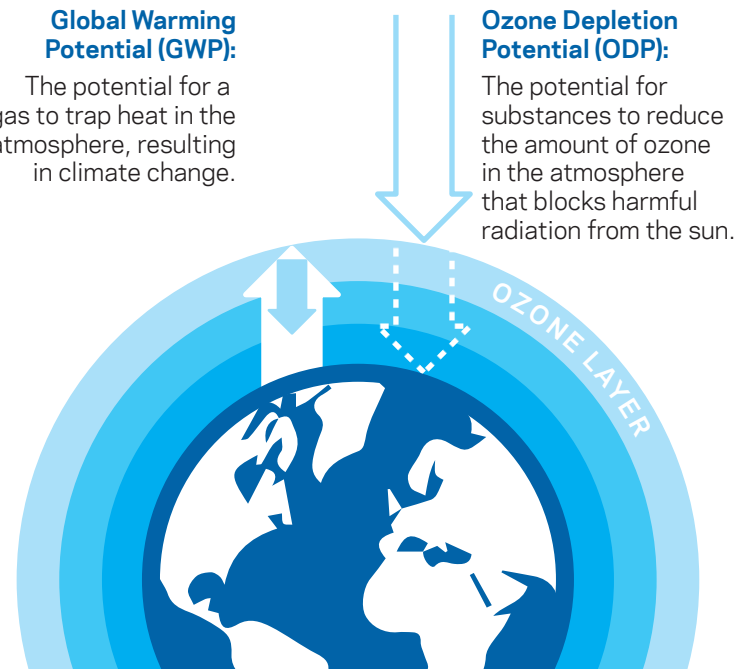 Global Warming
Potential (GWP):
The potential for a
gas to trap heat in the
atmosphere, resulting
in climate change.
Ozone Depletion
Potential (ODP):
The potential for
substances to reduce
the amount of ozone
in the atmosphere
that blocks harmful
radiation from the sun.
OZONE LAYER